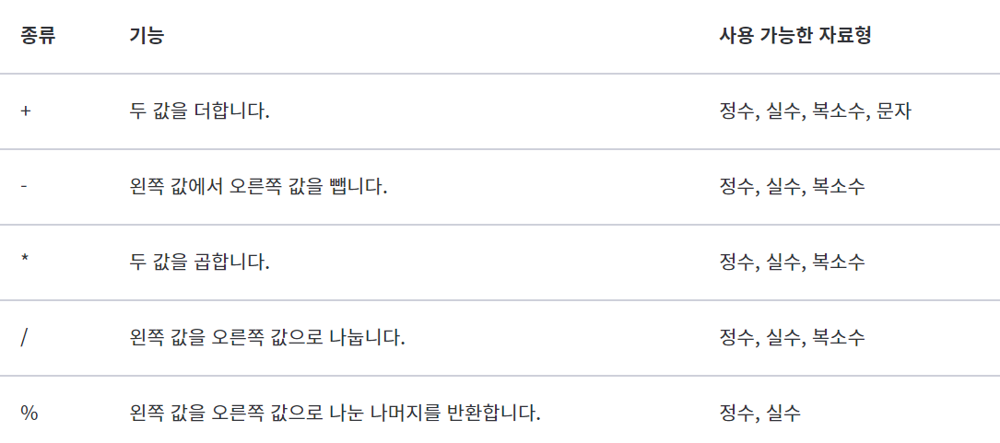 종류 기능 사용 가능한 자료형
+ 두 값을 더합니다. 정수, 실수, 복소수, 문자
- 왼쪽 값에서 오른쪽 값을 뺍니다. 정수, 실수, 복소수
* 두 값을 곱합니다. 정수, 실수, 복소수
/ 왼쪽 값을 오른쪽 값으로 나눕니다. 정수, 실수, 복소수
% 왼쪽 값을 오른쪽 값으로 나눈 나머지를 반환합니다. 정수, 실수